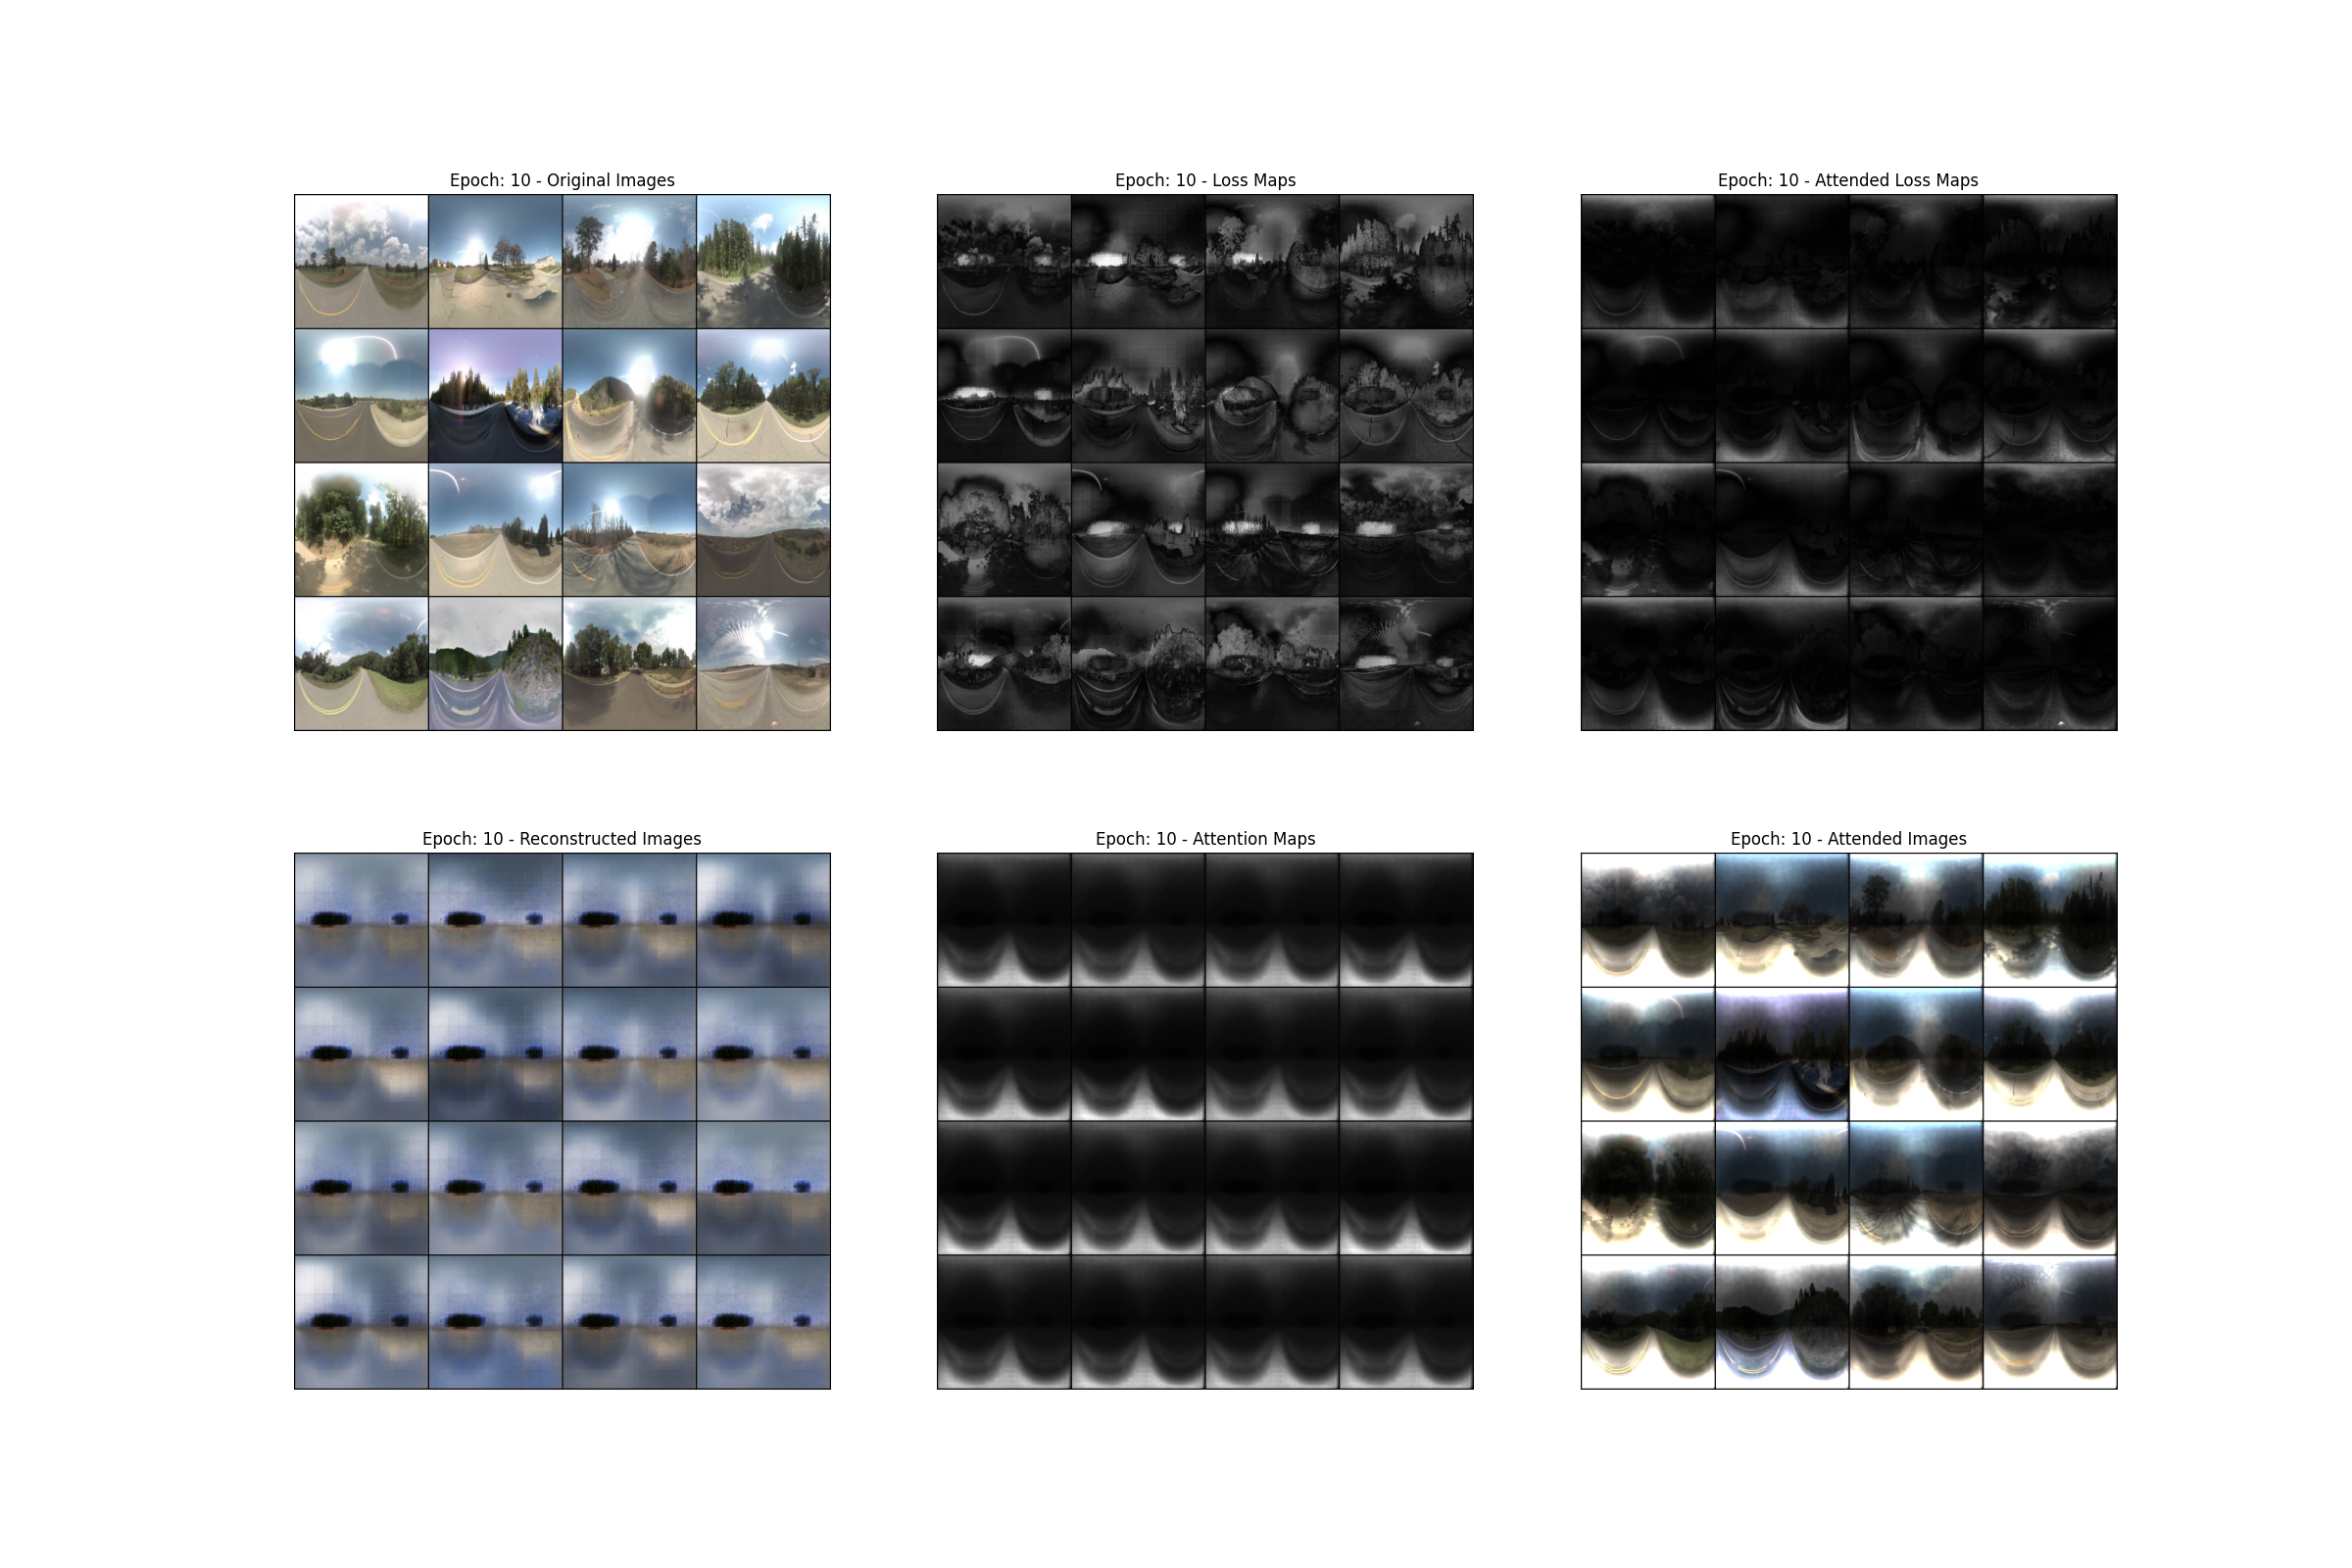 Epoch: 10 - Original Images
Epoch: 10 - Loss Maps
Epoch: 10 - Attended Loss Maps
Epoch: 10 - Reconstructed Images
Epoch: 10 - Attention Maps
Epoch: 10 - Attended Images